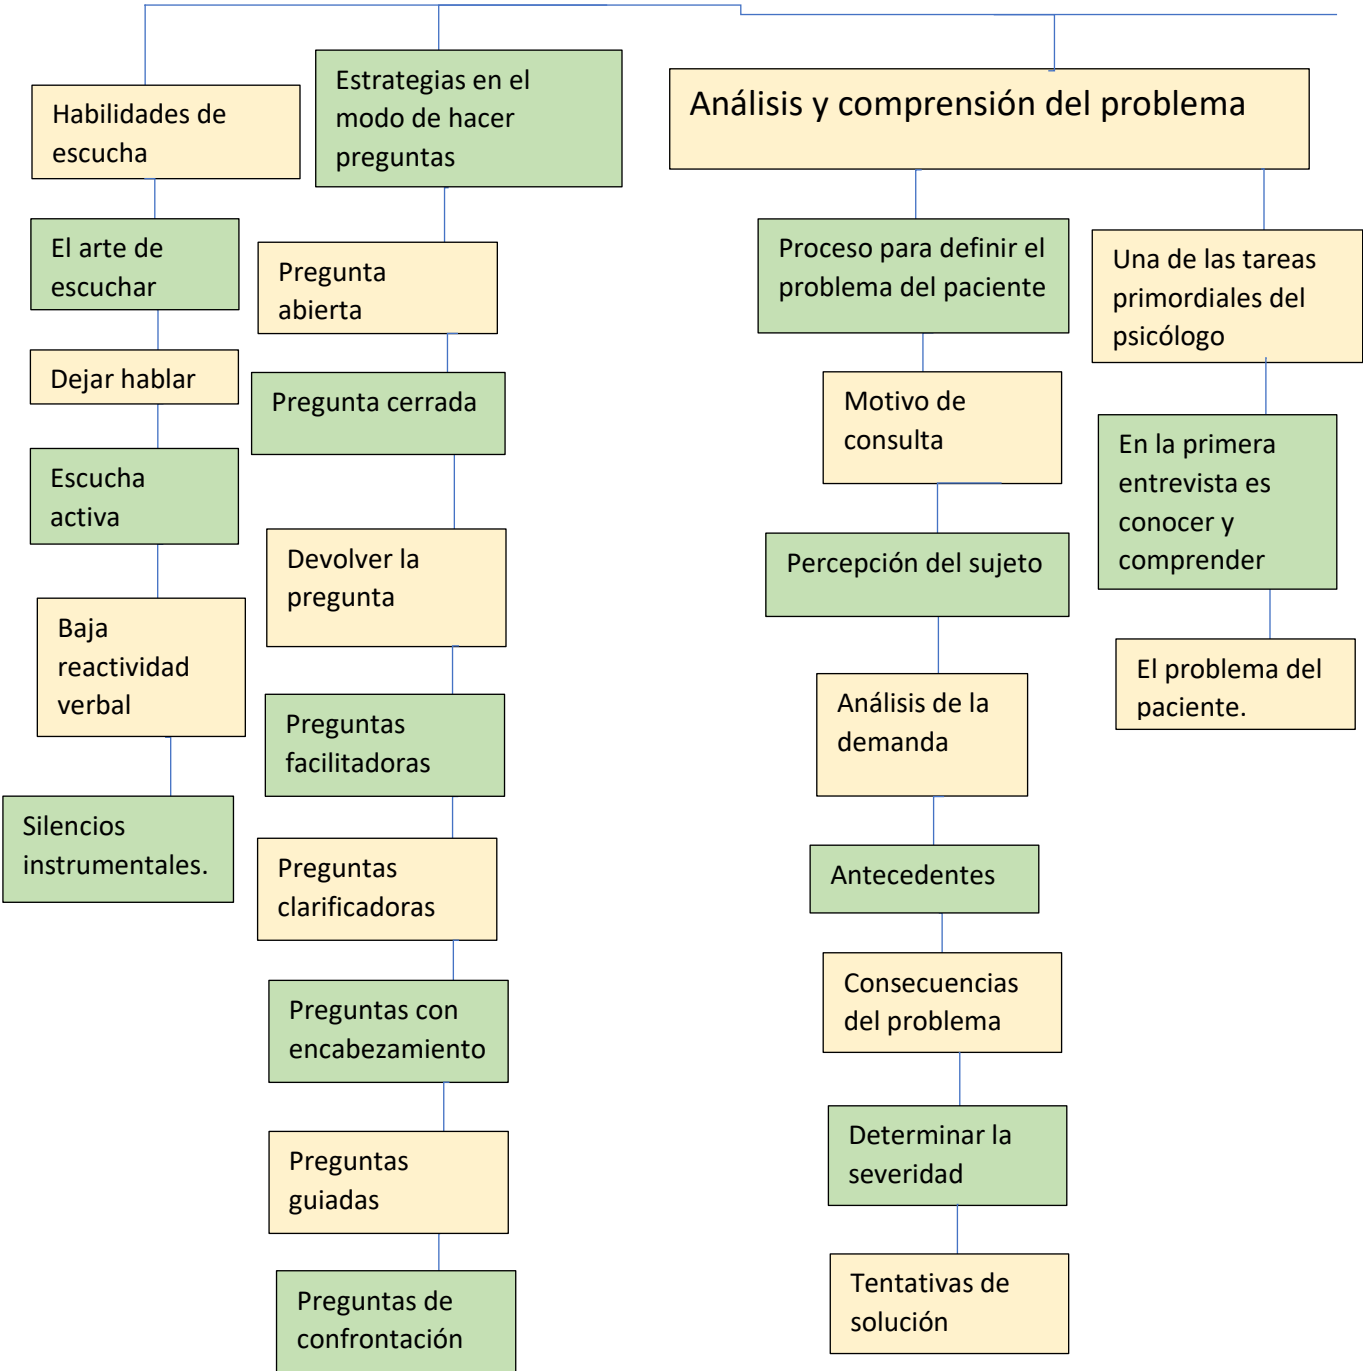 Habilidades de
escucha
El arte de
escuchar
Dejar hablar
Escucha
activa
Baja
reactividad
verbal
Silencios
instrumentales.
Estrategias en el
modo de hacer
preguntas
Pregunta
abierta
Pregunta cerrada
Devolver la
pregunta
Preguntas
facilitadoras
Preguntas
clarificadoras
Preguntas con
encabezamiento
Preguntas
guiadas
Preguntas de
confrontación
Análisis y comprensión del problema
Proceso para definir el
problema del paciente
Motivo de
consulta
Percepción del sujeto
Análisis de la
demanda
Antecedentes
Consecuencias
del problema
Determinar la
severidad
Tentativas de
solución
Una de las tareas
primordiales del
psicólogo
En la primera
entrevista es
conocer y
comprender
El problema del
paciente.